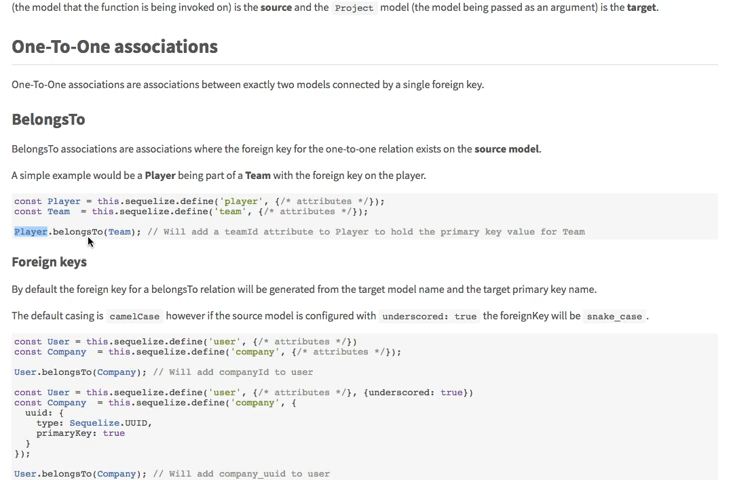 (the model that the function is being invoked on) is the source and the Project model (the model being passed as an argument) is the target.
One-To-One associations
One-To-One associations are associations between exactly two models connected by a single foreign key.
BelongsTo
BelongsTo associations are associations where the foreign key for the one-to-one relation exists on the source model.
A simple example would be a Player being part of a Team with the foreign key on the player.
const Player = this.sequelize.define('player', {/* attributes */});
const Team  = this.sequelize.define('team', {/* attributes */});
Player.belongsTo(Team); // Will add a teamId attribute to Player to hold the primary key value for Team
Foreign keys
By default the foreign key for a belongsTo relation will be generated from the target model name and the target primary key name.
The default casing is camelCase however if the source model is configured with underscored: true the foreignKey will be snake_case .
const User = this.sequelize.define('user', {/* attributes */})
const Company  = this.sequelize.define('company', {/* attributes */});
User.belongsTo(Company); // Will add companyId to user
const User = this.sequelize.define('user', {/* attributes */}, {underscored: true})
const Company  = this.sequelize.define('company', {
  uuid: {
    type: Sequelize.UUID,
    primaryKey: true
  }
});
User.belongsTo(Company); // Will add company_uuid to user